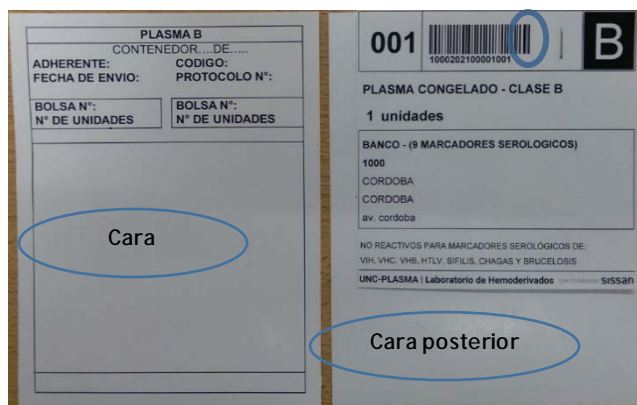 PLASMA B
CONTENEDOR....DE.....
ADHERENTE: CODIGO:
FECHA DE ENVIO: PROTOCOLO N°:
BOLSA N°: BOLSA N°:
N° DE UNIDADES N° DE UNIDADES
Cara
001 B
1000202100001001
PLASMA CONGELADO - CLASE B
1 unidades
BANCO - (9 MARCADORES SEROLOGICOS)
1000
CORDOBA
CORDOBA
av. cordoba
NO REACTIVOS PARA MARCADORES SEROLÓGICOS DE:
VIH, VHC, VHB, HTLV, SIFILIS, CHAGAS Y BRUCELOSIS
UNC-PLASMA | Laboratorio de Hemoderivados sissan
Cara posterior